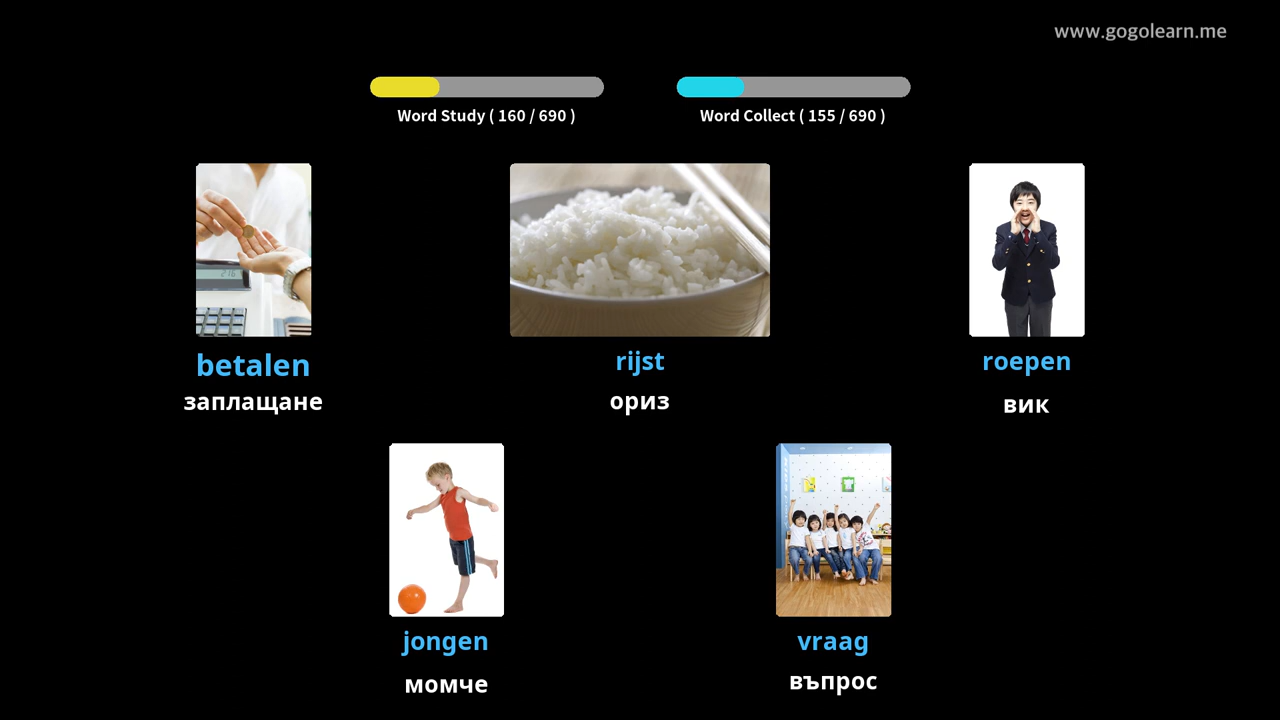 www.gogolearn.me
Word Study ( 160 / 690 )
Word Collect ( 155 / 690 )
betalen
заплащане
rijst
ориз
roepen
вик
jongen
момче
vraag
въпрос